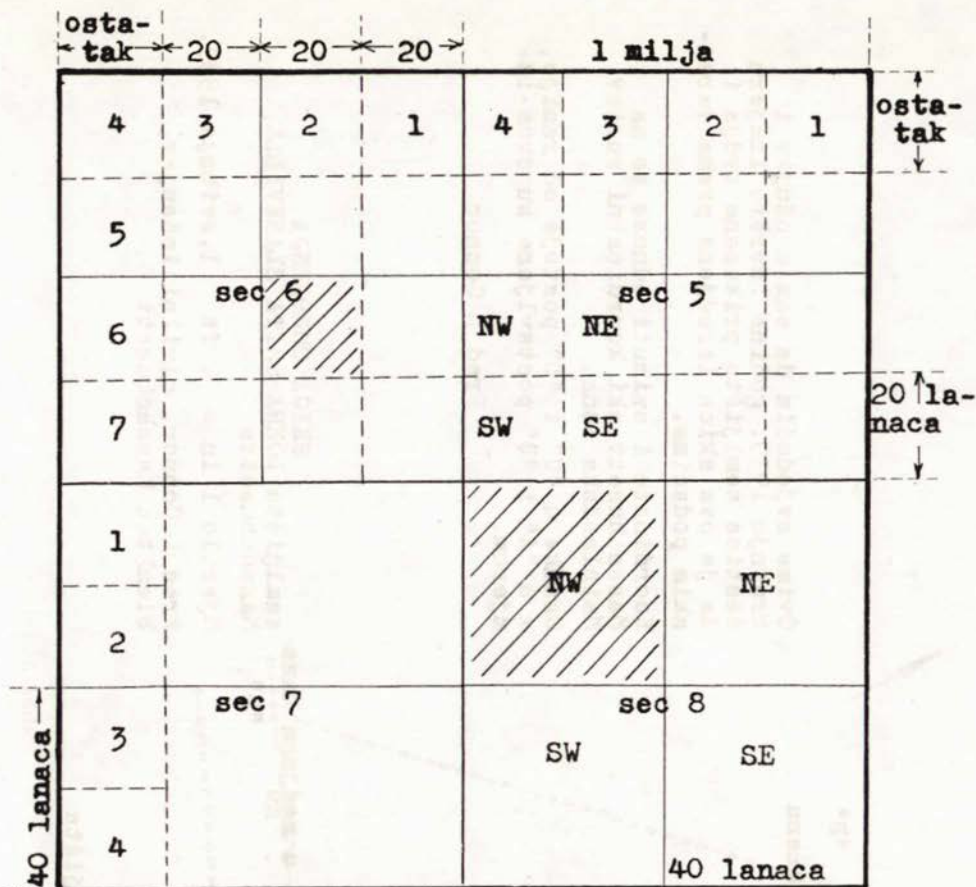 osta-
tak 20 20 20 1 milja
4 3 2 1 4 3 2 1
osta-
tak
5
sec 6 sec 5
6 NW NE
7 SW SE
20 la-
naca
1
NW NE
2
sec 7 sec 8
3 SW SE
40 lanaca
4
40 lanaca